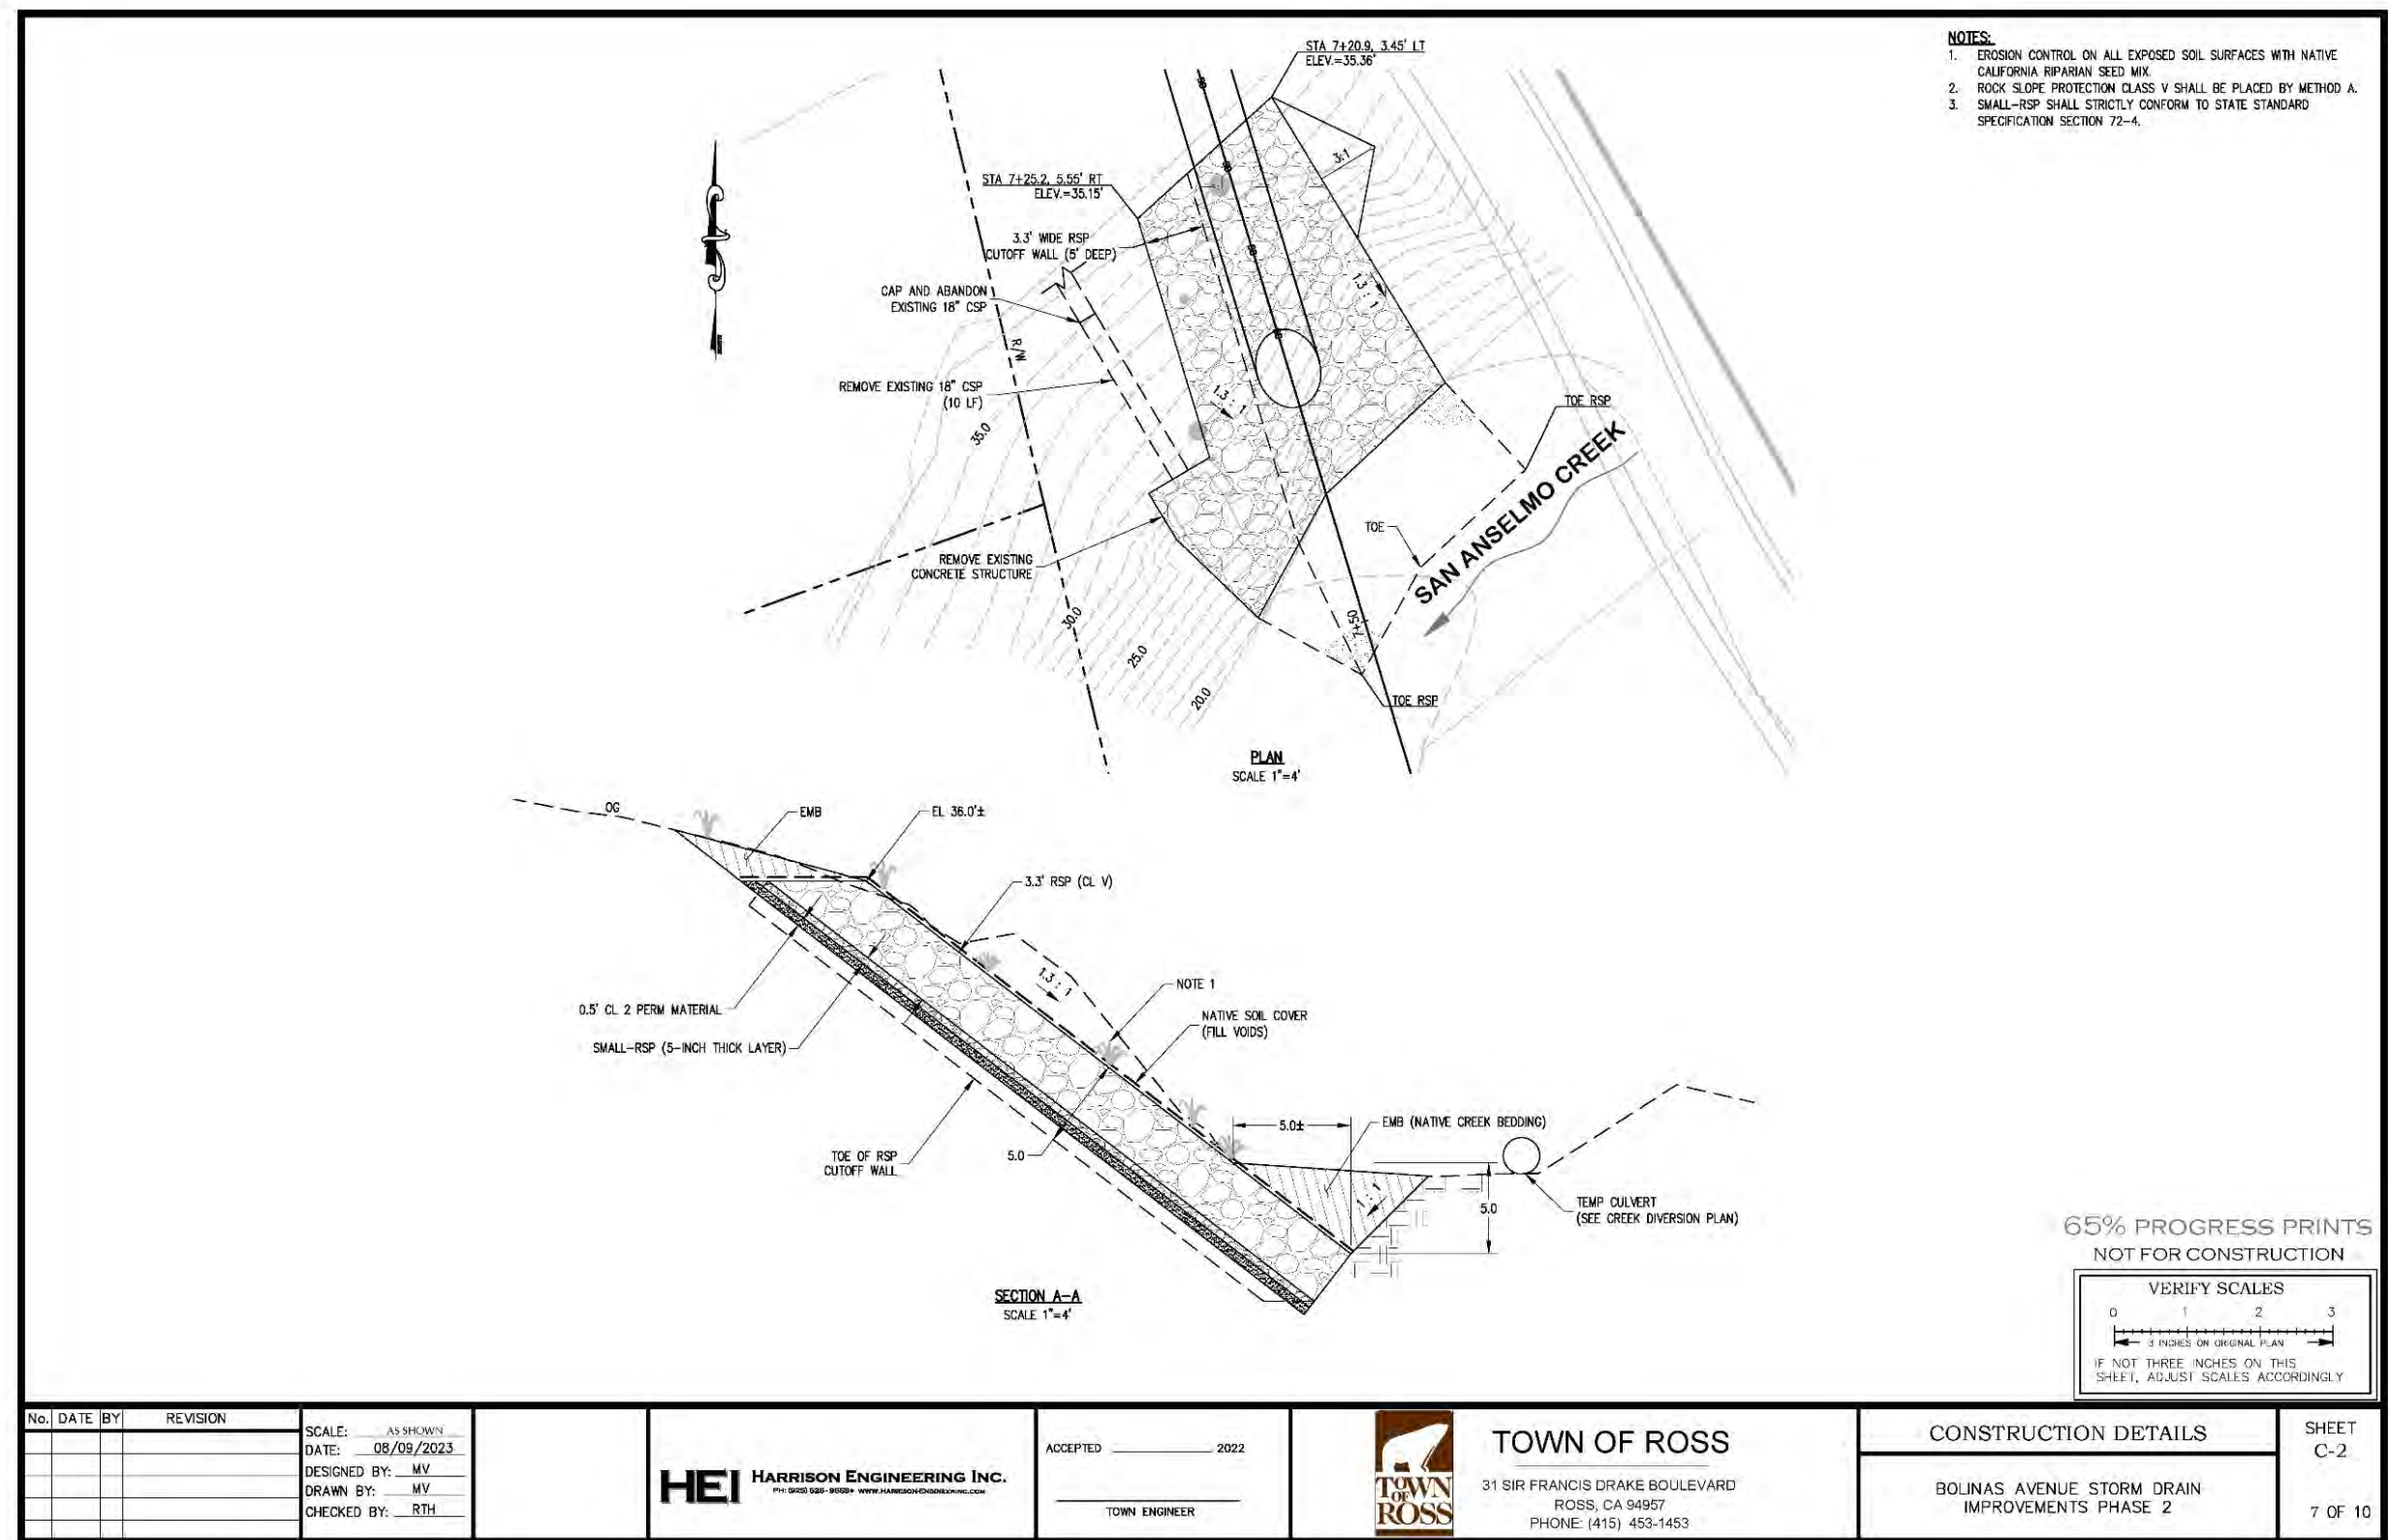 NOTES:
1. EROSION CONTROL ON ALL EXPOSED SOIL SURFACES WITH NATIVE
CALIFORNIA RIPARIAN SEED MIX.
2. ROCK SLOPE PROTECTION CLASS V SHALL BE PLACED BY METHOD A.
3. SMALL-RSP SHALL STRICTLY CONFORM TO STATE STANDARD
SPECIFICATION SECTION 72-4.
STA 7+20.9, 3.45' LT
ELEV.=35.36'
3:1
STA 7+25.2, 5.55' RT
ELEV.=35.15'
3.3' WIDE RSP
CUTOFF WALL (5' DEEP)
CAP AND ABANDON
EXISTING 18" CSP
R/W
1.3 : 1
REMOVE EXISTING 18" CSP
(10 LF)
1.3 : 1
35.0
TOE RSP
SAN ANSELMO CREEK
TOE
REMOVE EXISTING
CONCRETE STRUCTURE
30.0
7+50
25.0
20.0
TOE RSP
PLAN
SCALE 1"=4'
OG
EMB
EL 36.0'±
3.3' RSP (CL V)
1.3 : 1
NOTE 1
0.5' CL 2 PERM MATERIAL
NATIVE SOIL COVER
(FILL VOIDS)
SMALL-RSP (5-INCH THICK LAYER)
5.0±
EMB (NATIVE CREEK BEDDING)
TOE OF RSP
CUTOFF WALL
5.0
1 : 1
5.0
TEMP CULVERT
(SEE CREEK DIVERSION PLAN)
SECTION A-A
SCALE 1"=4'
65% PROGRESS PRINTS
NOT FOR CONSTRUCTION
VERIFY SCALES
0 1 2 3
3 INCHES ON ORIGINAL PLAN
IF NOT THREE INCHES ON THIS
SHEET, ADJUST SCALES ACCORDINGLY
No. DATE BY REVISION
SCALE: AS SHOWN
DATE: 08/09/2023
DESIGNED BY: MV
DRAWN BY: MV
CHECKED BY: RTH
HEI HARRISON ENGINEERING INC.
WWW.HARRISON-ENGINEERING.COM
ACCEPTED 2022
TOWN ENGINEER
TOWN OF ROSS
TOWN OF ROSS
31 SIR FRANCIS DRAKE BOULEVARD
ROSS, CA 94957
PHONE: (415) 453-1453
CONSTRUCTION DETAILS
BOLINAS AVENUE STORM DRAIN
IMPROVEMENTS PHASE 2
SHEET
C-2
7 OF 10